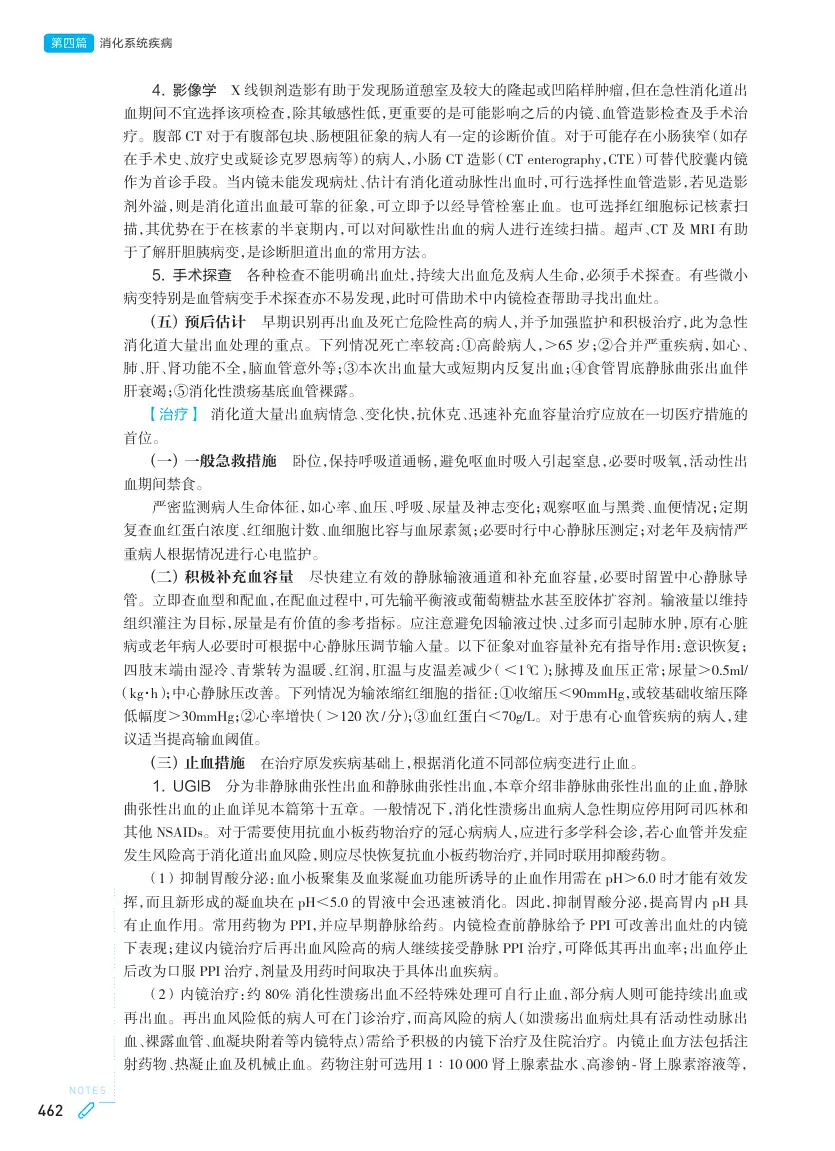 第四篇 消化系统疾病
4. 影像学 X 线钡剂造影有助于发现肠道憩室及较大的隆起或凹陷样肿瘤,但在急性消化道出
血期间不宜选择该项检查,除其敏感性低,更重要的是可能影响之后的内镜、血管造影检查及手术治
疗。腹部 CT 对于有腹部包块、肠梗阻征象的病人有一定的诊断价值。对于可能存在小肠狭窄(如存
在手术史、放疗史或疑诊克罗恩病等)的病人,小肠 CT 造影(CT enterography,CTE)可替代胶囊内镜
作为首诊手段。当内镜未能发现病灶、估计有消化道动脉性出血时,可行选择性血管造影,若见造影
剂外溢,则是消化道出血最可靠的征象,可立即予以经导管栓塞止血。也可选择红细胞标记核素扫
描,其优势在于在核素的半衰期内,可以对间歇性出血的病人进行连续扫描。超声、CT 及 MRI 有助
于了解肝胆胰病变,是诊断胆道出血的常用方法。
5. 手术探查 各种检查不能明确出血灶,持续大出血危及病人生命,必须手术探查。有些微小
病变特别是血管病变手术探查亦不易发现,此时可借助术中内镜检查帮助寻找出血灶。
(五)预后估计 早期识别再出血及死亡危险性高的病人,并予加强监护和积极治疗,此为急性
消化道大量出血处理的重点。下列情况死亡率较高:①高龄病人,>65 岁;②合并严重疾病,如心、
肺、肝、肾功能不全,脑血管意外等;③本次出血量大或短期内反复出血;④食管胃底静脉曲张出血伴
肝衰竭;⑤消化性溃疡基底血管裸露。
【治疗】 消化道大量出血病情急、变化快,抗休克、迅速补充血容量治疗应放在一切医疗措施的
首位。
(一)一般急救措施 卧位,保持呼吸道通畅,避免呕血时吸入引起窒息,必要时吸氧,活动性出
血期间禁食。
严密监测病人生命体征,如心率、血压、呼吸、尿量及神志变化;观察呕血与黑粪、血便情况;定期
复查血红蛋白浓度、红细胞计数、血细胞比容与血尿素氮;必要时行中心静脉压测定;对老年及病情严
重病人根据情况进行心电监护。
(二)积极补充血容量 尽快建立有效的静脉输液通道和补充血容量,必要时留置中心静脉导
管。立即查血型和配血,在配血过程中,可先输平衡液或葡萄糖盐水甚至胶体扩容剂。输液量以维持
组织灌注为目标,尿量是有价值的参考指标。应注意避免因输液过快、过多而引起肺水肿,原有心脏
病或老年病人必要时可根据中心静脉压调节输入量。以下征象对血容量补充有指导作用:意识恢复;
四肢末端由湿冷、青紫转为温暖、红润,肛温与皮温差减少(<1℃);脉搏及血压正常;尿量>0.5ml/
(kg·h);中心静脉压改善。下列情况为输浓缩红细胞的指征:①收缩压<90mmHg,或较基础收缩压降
低幅度>30mmHg;②心率增快(>120 次/分);③血红蛋白<70g/L。对于患有心血管疾病的病人,建
议适当提高输血阈值。
(三)止血措施 在治疗原发疾病基础上,根据消化道不同部位病变进行止血。
1. UGIB 分为非静脉曲张性出血和静脉曲张性出血,本章介绍非静脉曲张性出血的止血,静脉
曲张性出血的止血详见本篇第十五章。一般情况下,消化性溃疡出血病人急性期应停用阿司匹林和
其他 NSAIDs。对于需要使用抗血小板药物治疗的冠心病病人,应进行多学科会诊,若心血管并发症
发生风险高于消化道出血风险,则应尽快恢复抗血小板药物治疗,并同时联用抑酸药物。
(1)抑制胃酸分泌:血小板聚集及血浆凝血功能所诱导的止血作用需在 pH>6.0 时才能有效发
挥,而且新形成的凝血块在 pH<5.0 的胃液中会迅速被消化。因此,抑制胃酸分泌,提高胃内 pH 具
有止血作用。常用药物为 PPI,并应早期静脉给药。内镜检查前静脉给予 PPI 可改善出血灶的内镜
下表现;建议内镜治疗后再出血风险高的病人继续接受静脉 PPI 治疗,可降低其再出血率;出血停止
后改为口服 PPI 治疗,剂量及用药时间取决于具体出血疾病。
(2)内镜治疗:约 80% 消化性溃疡出血不经特殊处理可自行止血,部分病人则可能持续出血或
再出血。再出血风险低的病人可在门诊治疗,而高风险的病人(如溃疡出血病灶具有活动性动脉出
血、裸露血管、血凝块附着等内镜特点)需给予积极的内镜下治疗及住院治疗。内镜止血方法包括注
射药物、热凝止血及机械止血。药物注射可选用 1∶10 000 肾上腺素盐水、高渗钠-肾上腺素溶液等,
NOTES
462